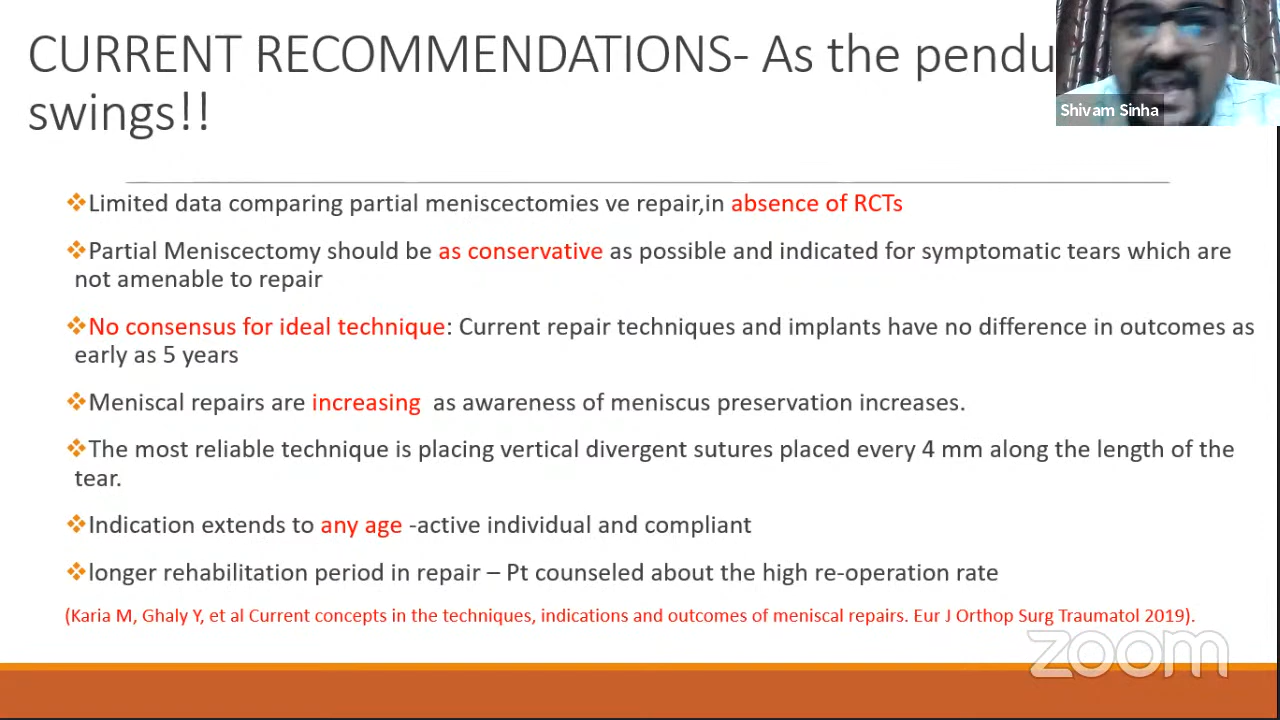 CURRENT RECOMMENDATIONS- As the pendu
swings!!
Shivam Sinha
❖Limited data comparing partial meniscectomies ve repair,in absence of RCTs
❖Partial Meniscectomy should be as conservative as possible and indicated for symptomatic tears which are
not amenable to repair
❖No consensus for ideal technique: Current repair techniques and implants have no difference in outcomes as
early as 5 years
❖Meniscal repairs are increasing as awareness of meniscus preservation increases.
❖The most reliable technique is placing vertical divergent sutures placed every 4 mm along the length of the
tear.
❖Indication extends to any age -active individual and compliant
❖longer rehabilitation period in repair – Pt counseled about the high re-operation rate
(Karia M, Ghaly Y, et al Current concepts in the techniques, indications and outcomes of meniscal repairs. Eur J Orthop Surg Traumatol 2019).
zoom